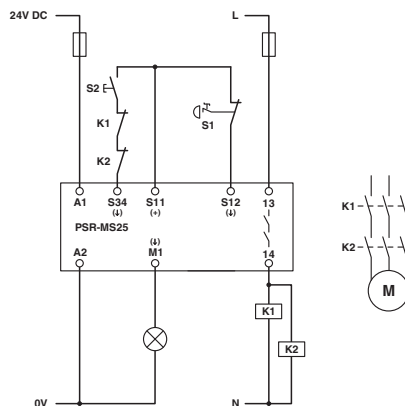 24V DC
L
S2
K1
S1
K2
A1
S34
(↓)
S11
(+)
S12
(↓)
13
PSR-MS25
A2
(↓)
M1
14
K1
K2
0V
N
K1
K2
M